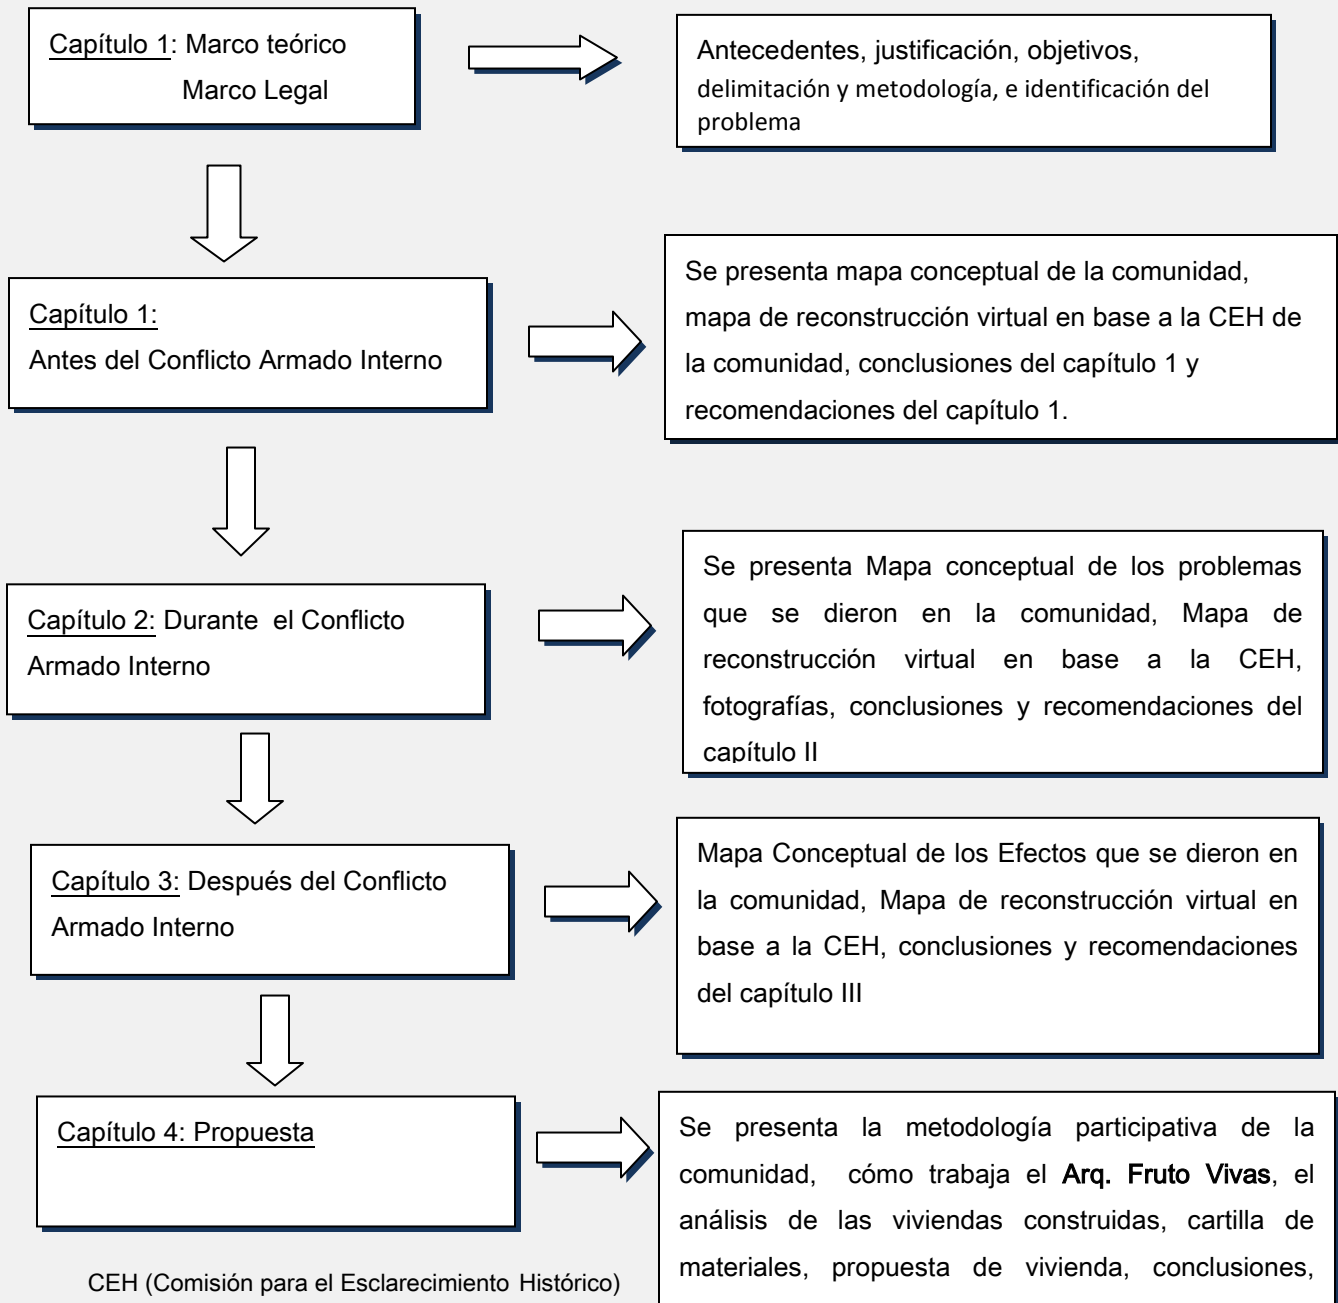 Capítulo 1: Marco teórico
Marco Legal
Antecedentes, justificación, objetivos,
delimitación y metodología, e identificación del
problema
Capítulo 1:
Antes del Conflicto Armado Interno
Se presenta mapa conceptual de la comunidad,
mapa de reconstrucción virtual en base a la CEH de
la comunidad, conclusiones del capítulo 1 y
recomendaciones del capítulo 1.
Capítulo 2: Durante el Conflicto
Armado Interno
Se presenta Mapa conceptual de los problemas
que se dieron en la comunidad, Mapa de
reconstrucción virtual en base a la CEH,
fotografías, conclusiones y recomendaciones del
capítulo II
Capítulo 3: Después del Conflicto
Armado Interno
Mapa Conceptual de los Efectos que se dieron en
la comunidad, Mapa de reconstrucción virtual en
base a la CEH, conclusiones y recomendaciones
del capítulo III
Capítulo 4: Propuesta
Se presenta la metodología participativa de la
comunidad, cómo trabaja el Arq. Fruto Vivas, el
análisis de las viviendas construidas, cartilla de
materiales, propuesta de vivienda, conclusiones,
CEH (Comisión para el Esclarecimiento Histórico)